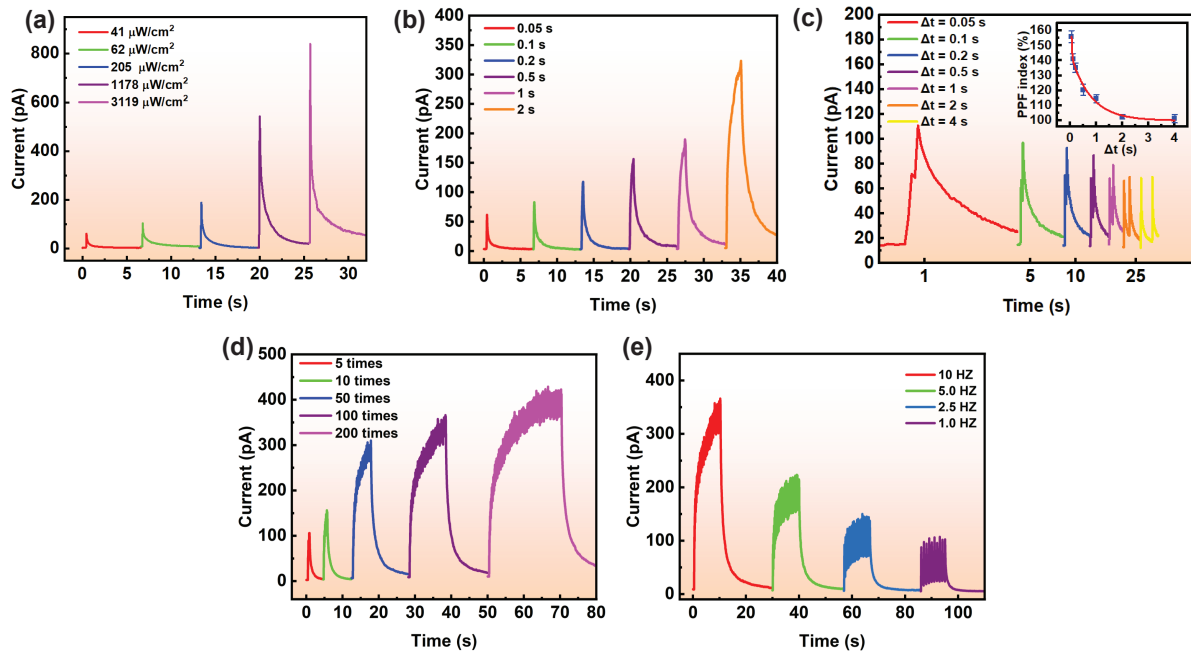 (a)
41 μW/cm²
62 μW/cm²
205 μW/cm²
1178 μW/cm²
3119 μW/cm²
800
600
400
200
0
Current (pA)
0 5 10 15 20 25 30
Time (s)
(b)
0.05 s
0.1 s
0.2 s
0.5 s
1 s
2 s
400
350
300
250
200
150
100
50
0
Current (pA)
0 5 10 15 20 25 30 35 40
Time (s)
(c)
Δt = 0.05 s
Δt = 0.1 s
Δt = 0.2 s
Δt = 0.5 s
Δt = 1 s
Δt = 2 s
Δt = 4 s
200
180
160
140
120
100
80
60
40
20
0
Current (pA)
1 5 10 25
Time (s)
PPF index (%)
160
150
140
130
120
110
100
0 1 2 3 4
Δt (s)
(d)
5 times
10 times
50 times
100 times
200 times
500
400
300
200
100
0
Current (pA)
0 10 20 30 40 50 60 70 80
Time (s)
(e)
10 HZ
5.0 HZ
2.5 HZ
1.0 HZ
400
300
200
100
0
Current (pA)
0 20 40 60 80 100
Time (s)